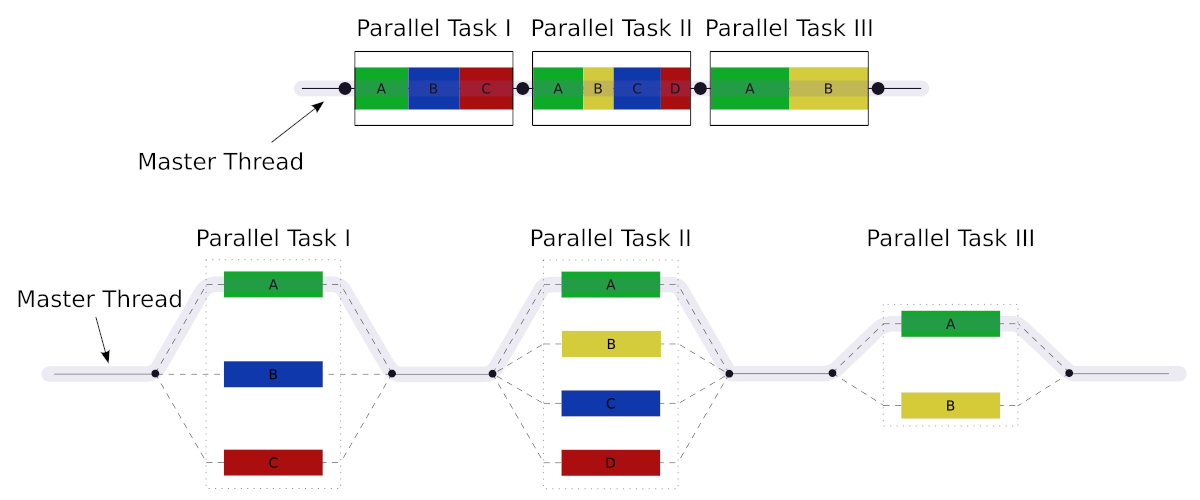 Parallel Task I
Parallel Task II
Parallel Task III
A B C
A B C D
A B
Master Thread
Parallel Task I
Parallel Task II
Parallel Task III
Master Thread
A
B
C
A
B
C
D
A
B